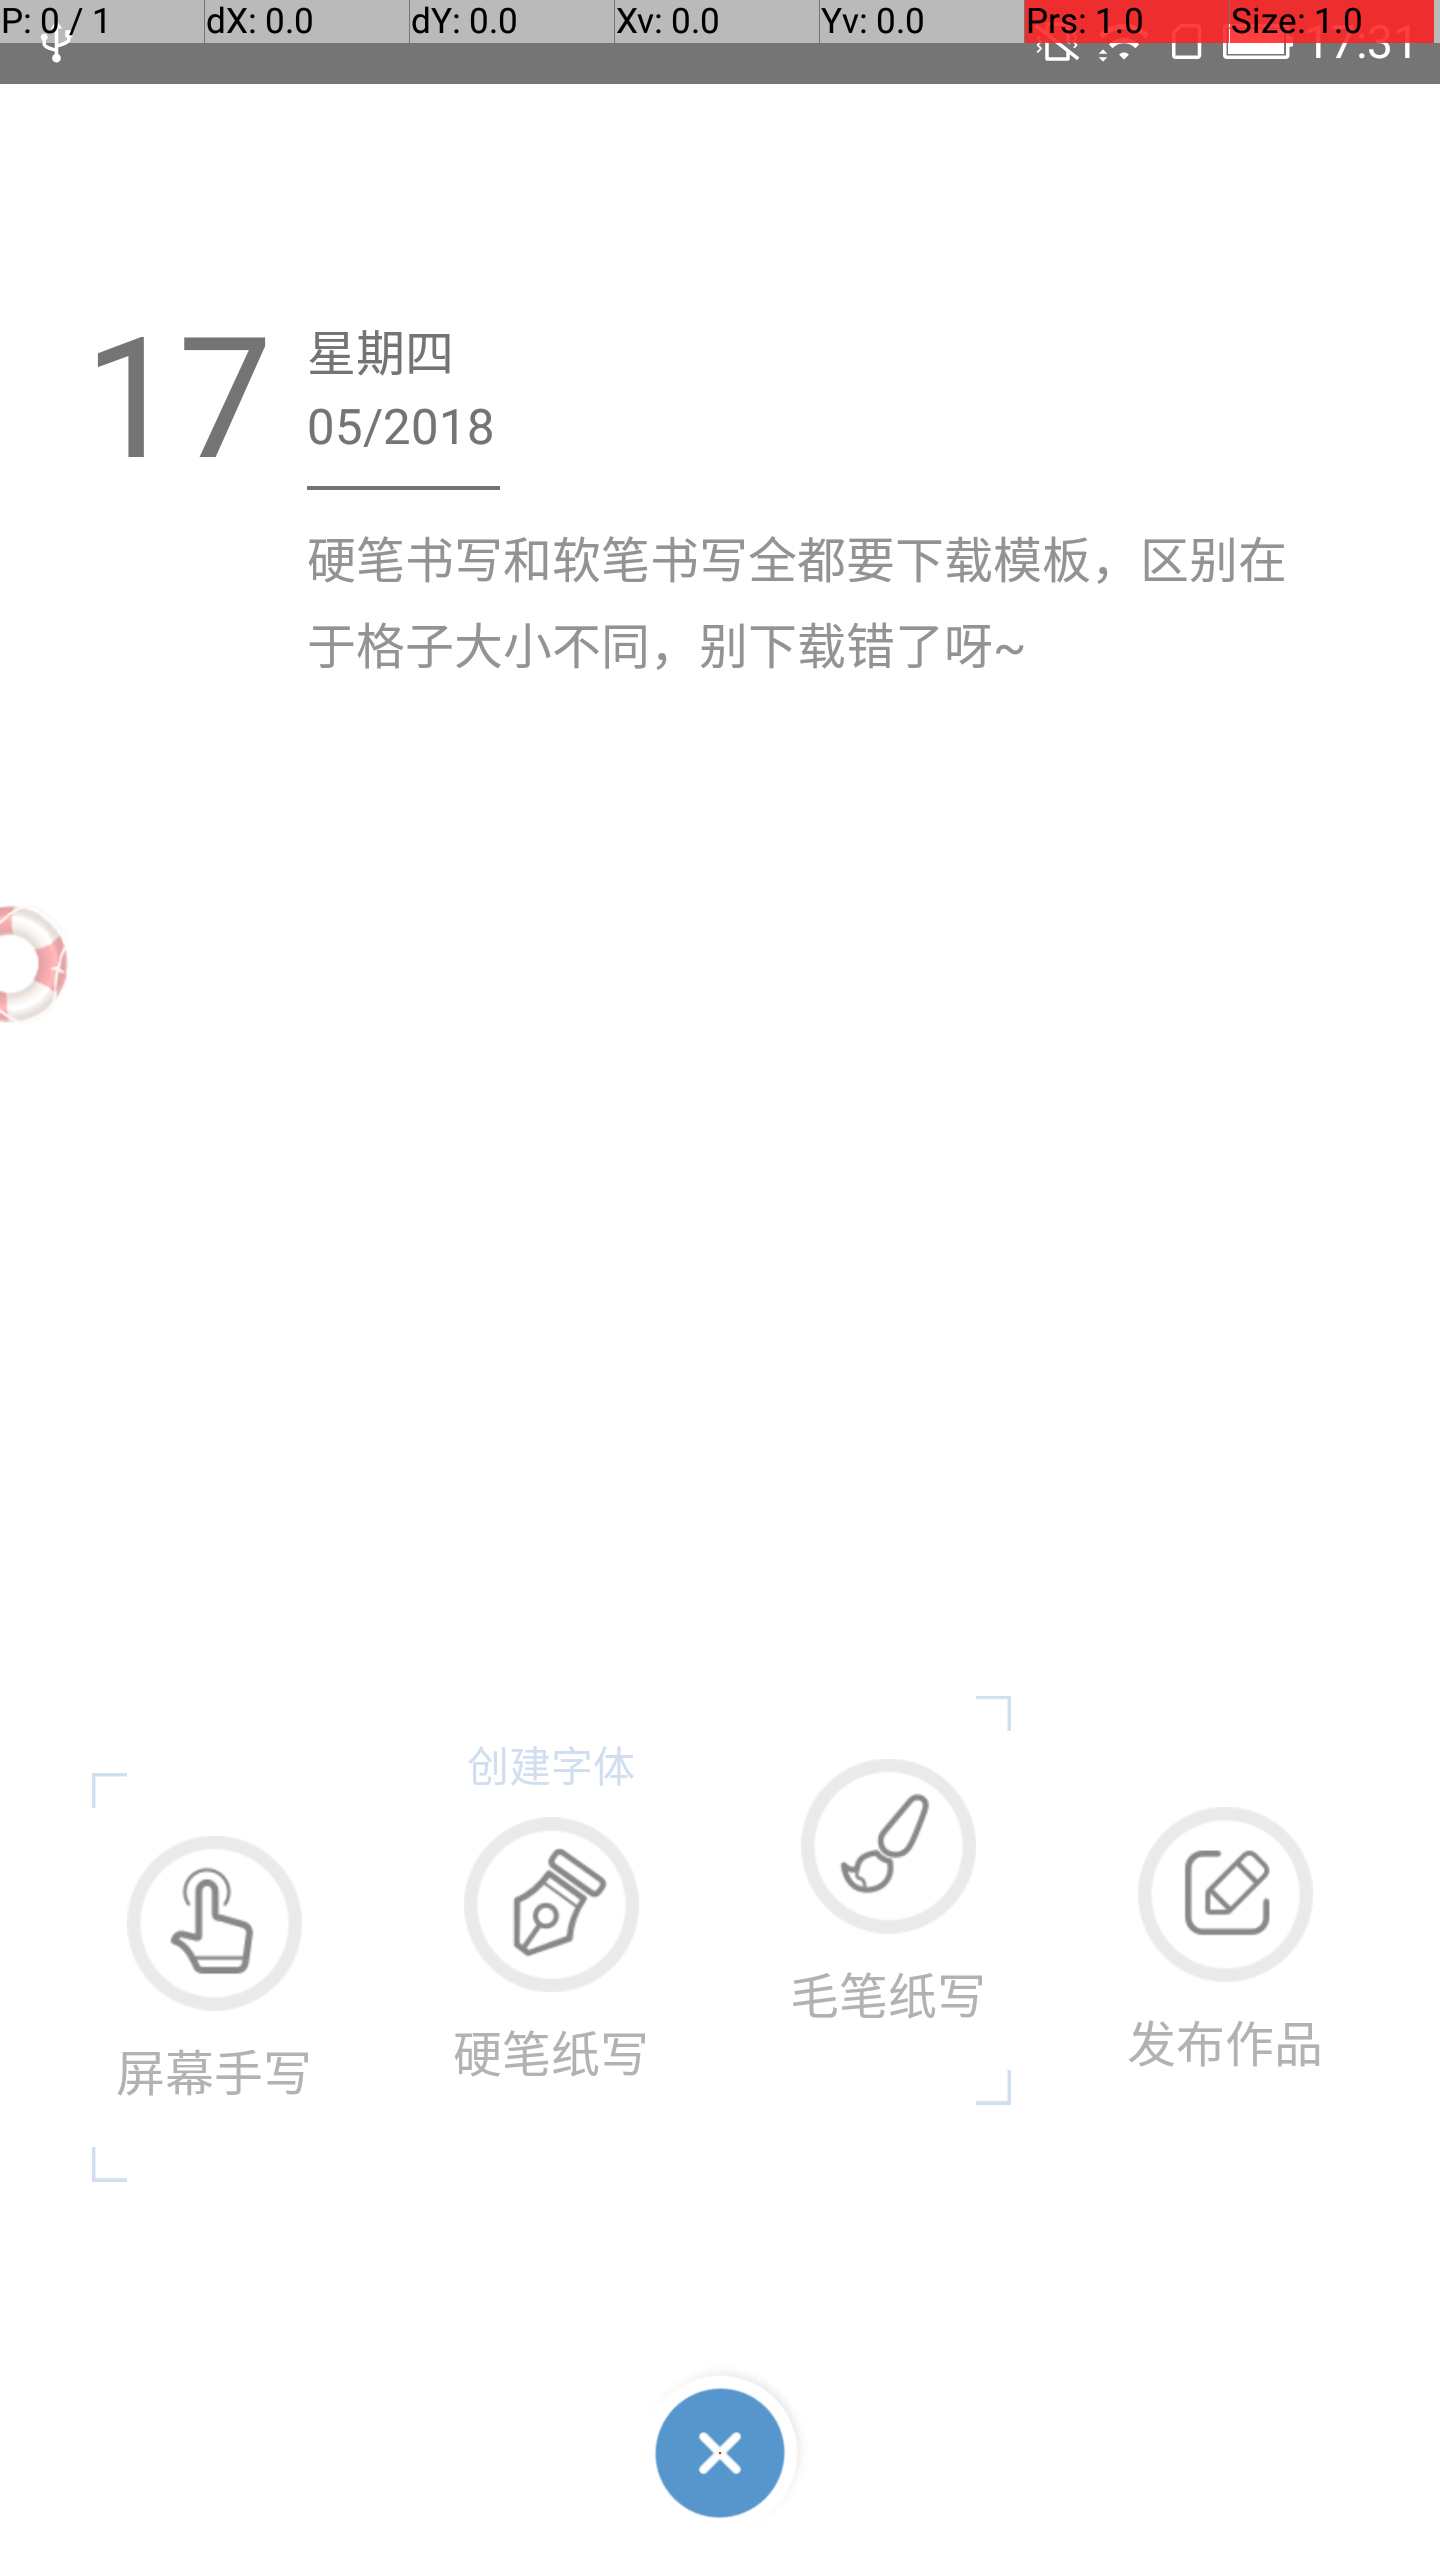 P: 0 / 1
dX: 0.0
dY: 0.0
Xv: 0.0
Yv: 0.0
Prs: 1.0
Size: 1.0
17:31
17
星期四
05/2018
硬笔书写和软笔书写全都要下载模板，区别在
于格子大小不同，别下载错了呀~
创建字体
屏幕手写
硬笔纸写
毛笔纸写
发布作品